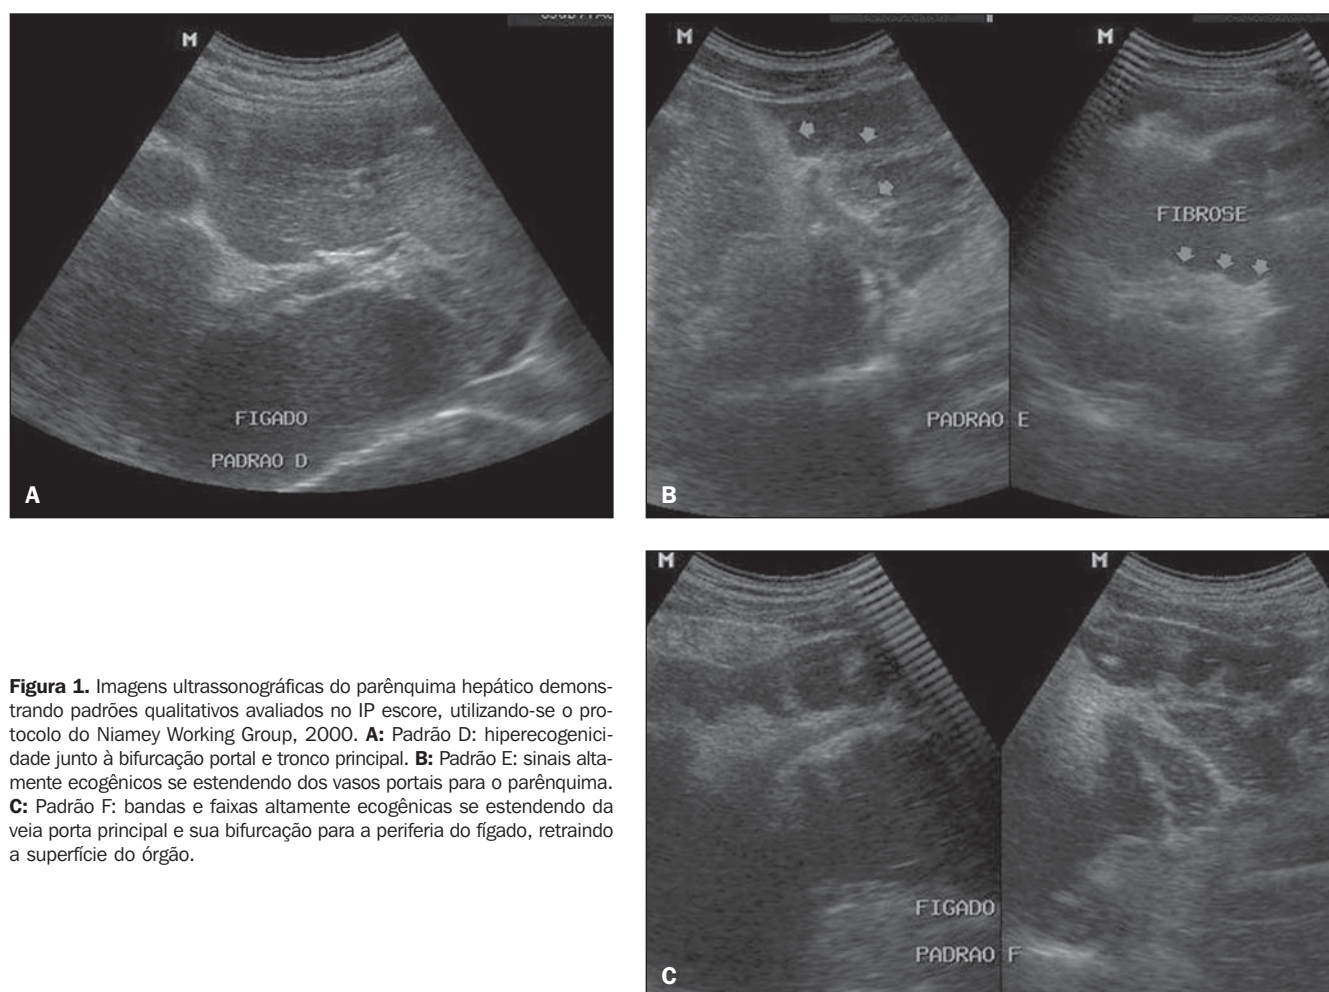 M
FIGADO
PADRAO D
A
M
M
FIBROSE
PADRAO E
B
M
M
FIGADO
PADRAO F
C
Figura 1. Imagens ultrassonográficas do parênquima hepático demons-
trando padrões qualitativos avaliados no IP escore, utilizando-se o pro-
tocolo do Niamey Working Group, 2000. A: Padrão D: hiperecogenici-
dade junto à bifurcação portal e tronco principal. B: Padrão E: sinais alta-
mente ecogênicos se estendendo dos vasos portais para o parênquima.
C: Padrão F: bandas e faixas altamente ecogênicas se estendendo da
veia porta principal e sua bifurcação para a periferia do fígado, retraindo
a superfície do órgão.